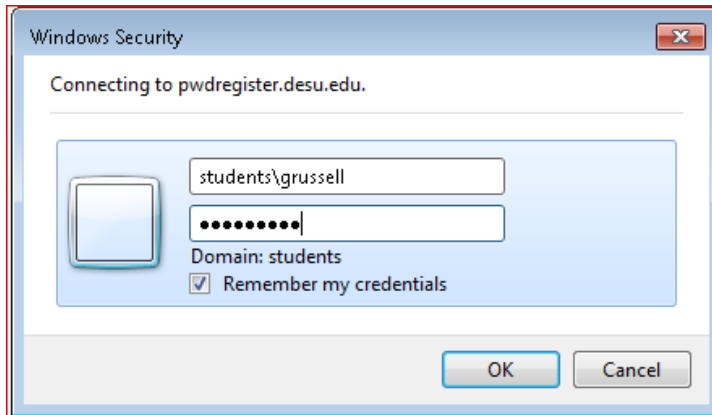 Windows Security
Connecting to pwdregister.desu.edu.
students\grussell
●●●●●●●●●
Domain: students
Remember my credentials
OK
Cancel